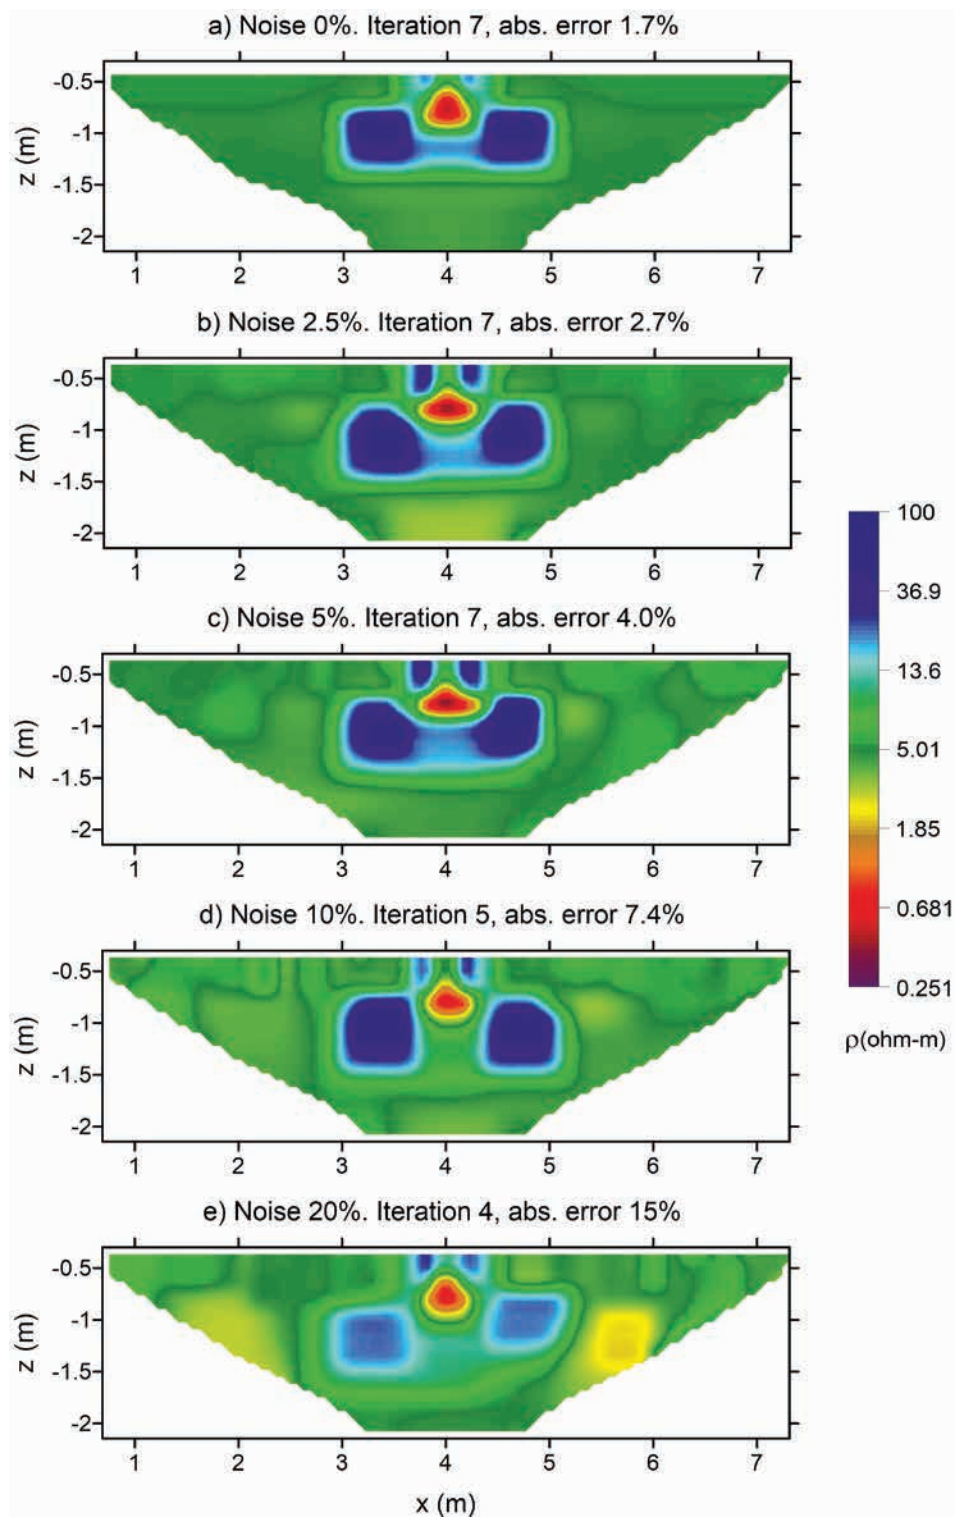 a) Noise 0%. Iteration 7, abs. error 1.7%
z (m)
-0.5
-1
-1.5
-2
1 2 3 4 5 6 7
b) Noise 2.5%. Iteration 7, abs. error 2.7%
z (m)
-0.5
-1
-1.5
-2
1 2 3 4 5 6 7
c) Noise 5%. Iteration 7, abs. error 4.0%
z (m)
-0.5
-1
-1.5
-2
1 2 3 4 5 6 7
d) Noise 10%. Iteration 5, abs. error 7.4%
z (m)
-0.5
-1
-1.5
-2
1 2 3 4 5 6 7
e) Noise 20%. Iteration 4, abs. error 15%
z (m)
-0.5
-1
-1.5
-2
1 2 3 4 5 6 7
x (m)
100
36.9
13.6
5.01
1.85
0.681
0.251
ρ(ohm-m)